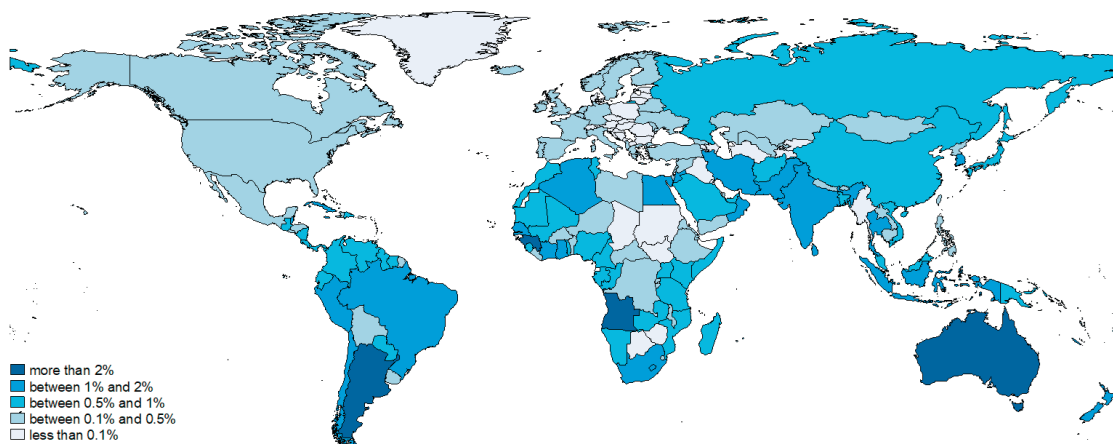 more than 2%
between 1% and 2%
between 0.5% and 1%
between 0.1% and 0.5%
less than 0.1%